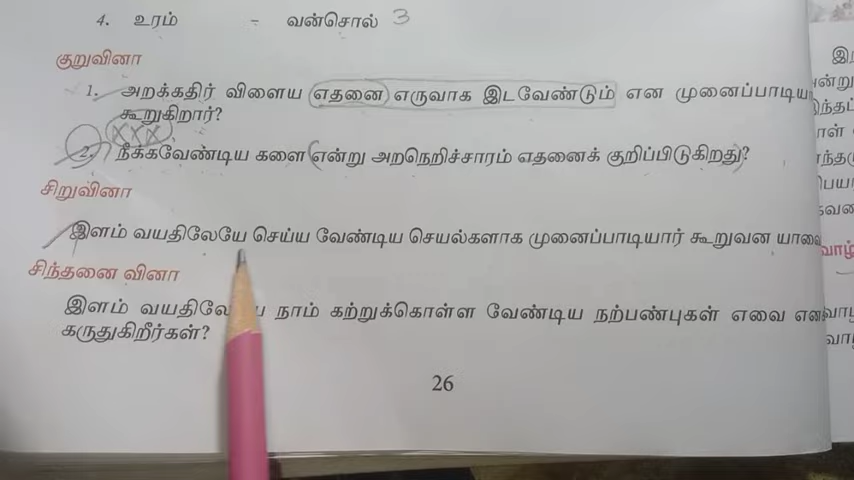 4. உரம் - வன்சொல் 3
குறுவினா
1. அறக்கதிர் விளைய எதனை எருவாக இடவேண்டும் என முனைப்பாடியார்
கூறுகிறார்?
2. நீக்கவேண்டிய களை என்று அறநெறிச்சாரம் எதனைக் குறிப்பிடுகிறது?
சிறுவினா
இளம் வயதிலேயே செய்ய வேண்டிய செயல்களாக முனைப்பாடியார் கூறுவன யாவை
சிந்தனை வினா
இளம் நாம் கற்றுக்கொள்ள வேண்டிய நற்பண்புகள் எவை என
கருதுகிறீர்கள்?
26